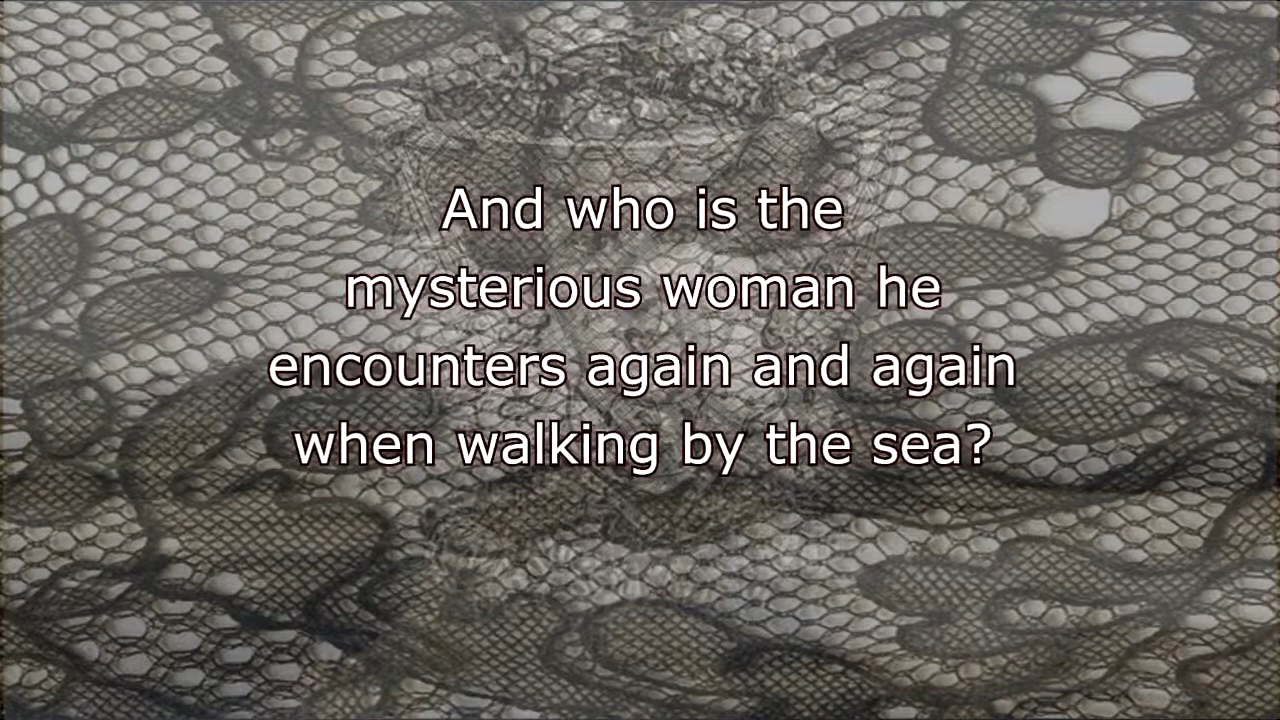 And who is the
mysterious woman he
encounters again and again
when walking by the sea?